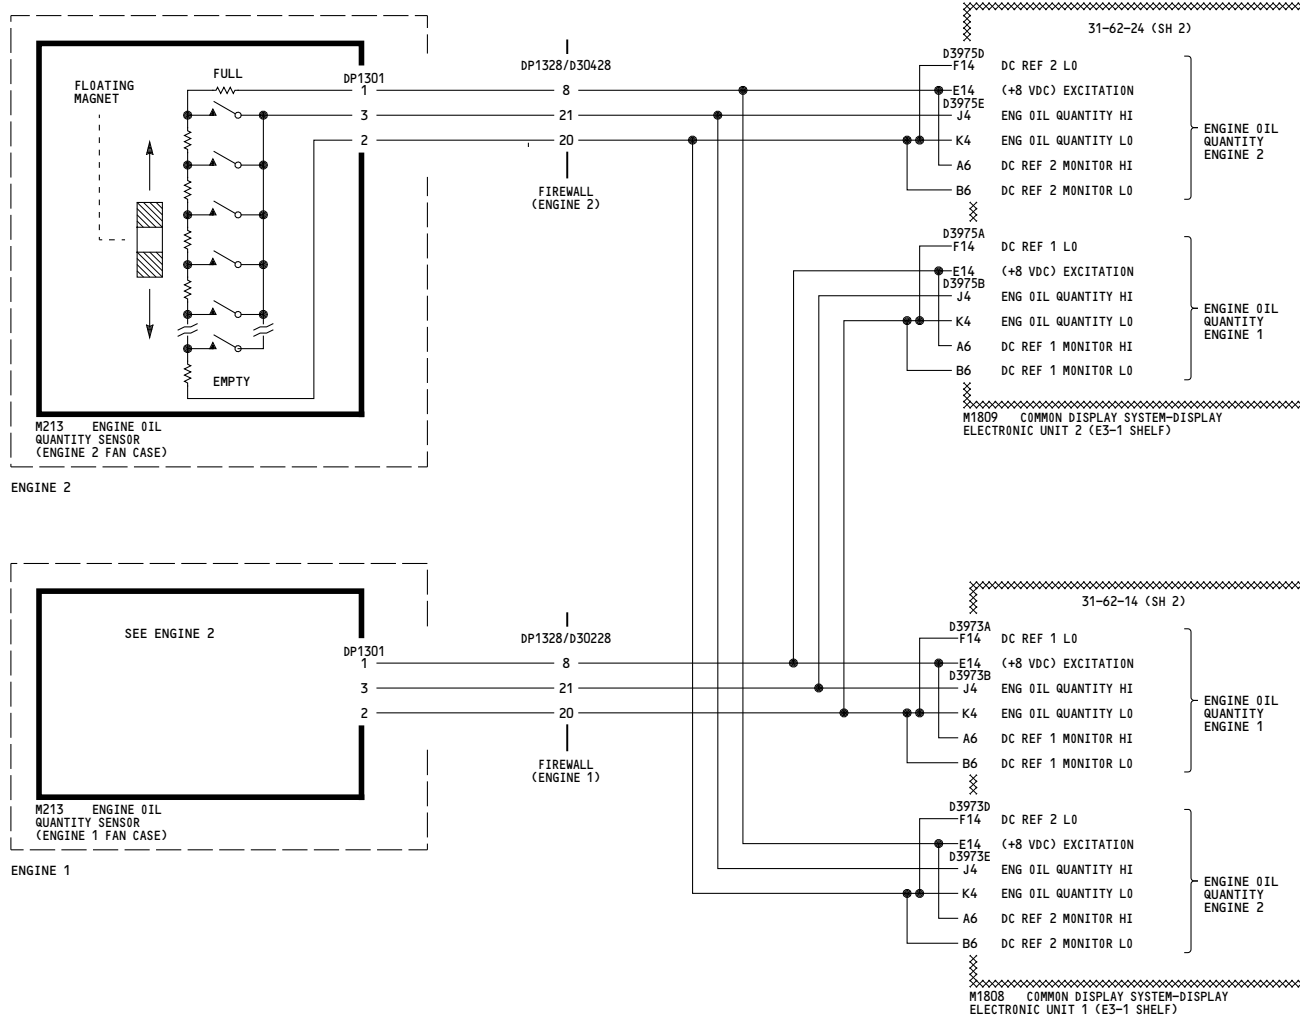 31-62-24 (SH 2)
FLOATING
MAGNET
FULL
EMPTY
DP1301
1
3
2
DP1328/D30428
8
21
20
FIREWALL
(ENGINE 2)
D3975D
F14 DC REF 2 LO
E14 (+8 VDC) EXCITATION
D3975E
J4 ENG OIL QUANTITY HI
K4 ENG OIL QUANTITY LO
A6 DC REF 2 MONITOR HI
B6 DC REF 2 MONITOR LO
ENGINE OIL
QUANTITY
ENGINE 2
D3975A
F14 DC REF 1 LO
E14 (+8 VDC) EXCITATION
D3975B
J4 ENG OIL QUANTITY HI
K4 ENG OIL QUANTITY LO
A6 DC REF 1 MONITOR HI
B6 DC REF 1 MONITOR LO
ENGINE OIL
QUANTITY
ENGINE 1
M1809 COMMON DISPLAY SYSTEM-DISPLAY
ELECTRONIC UNIT 2 (E3-1 SHELF)
M213 ENGINE OIL
QUANTITY SENSOR
(ENGINE 2 FAN CASE)
ENGINE 2
SEE ENGINE 2
DP1301
1
3
2
DP1328/D30228
8
21
20
FIREWALL
(ENGINE 1)
M213 ENGINE OIL
QUANTITY SENSOR
(ENGINE 1 FAN CASE)
ENGINE 1
31-62-14 (SH 2)
D3973A
F14 DC REF 1 LO
E14 (+8 VDC) EXCITATION
D3973B
J4 ENG OIL QUANTITY HI
K4 ENG OIL QUANTITY LO
A6 DC REF 1 MONITOR HI
B6 DC REF 1 MONITOR LO
ENGINE OIL
QUANTITY
ENGINE 1
D3973D
F14 DC REF 2 LO
E14 (+8 VDC) EXCITATION
D3973E
J4 ENG OIL QUANTITY HI
K4 ENG OIL QUANTITY LO
A6 DC REF 2 MONITOR HI
B6 DC REF 2 MONITOR LO
ENGINE OIL
QUANTITY
ENGINE 2
M1808 COMMON DISPLAY SYSTEM-DISPLAY
ELECTRONIC UNIT 1 (E3-1 SHELF)